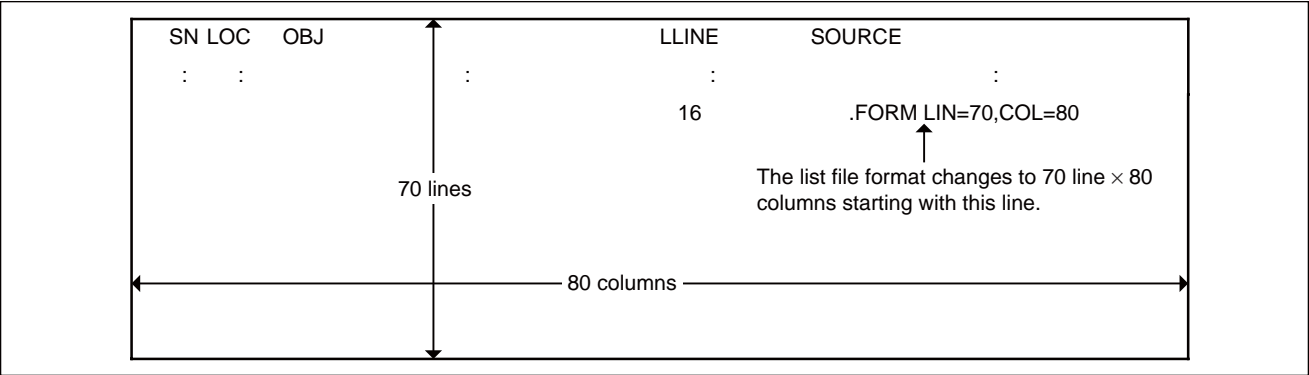 SN LOC OBJ LLINE SOURCE
: : : : :
16 .FORM LIN=70,COL=80
The list file format changes to 70 line × 80
70 lines
columns starting with this line.
80 columns